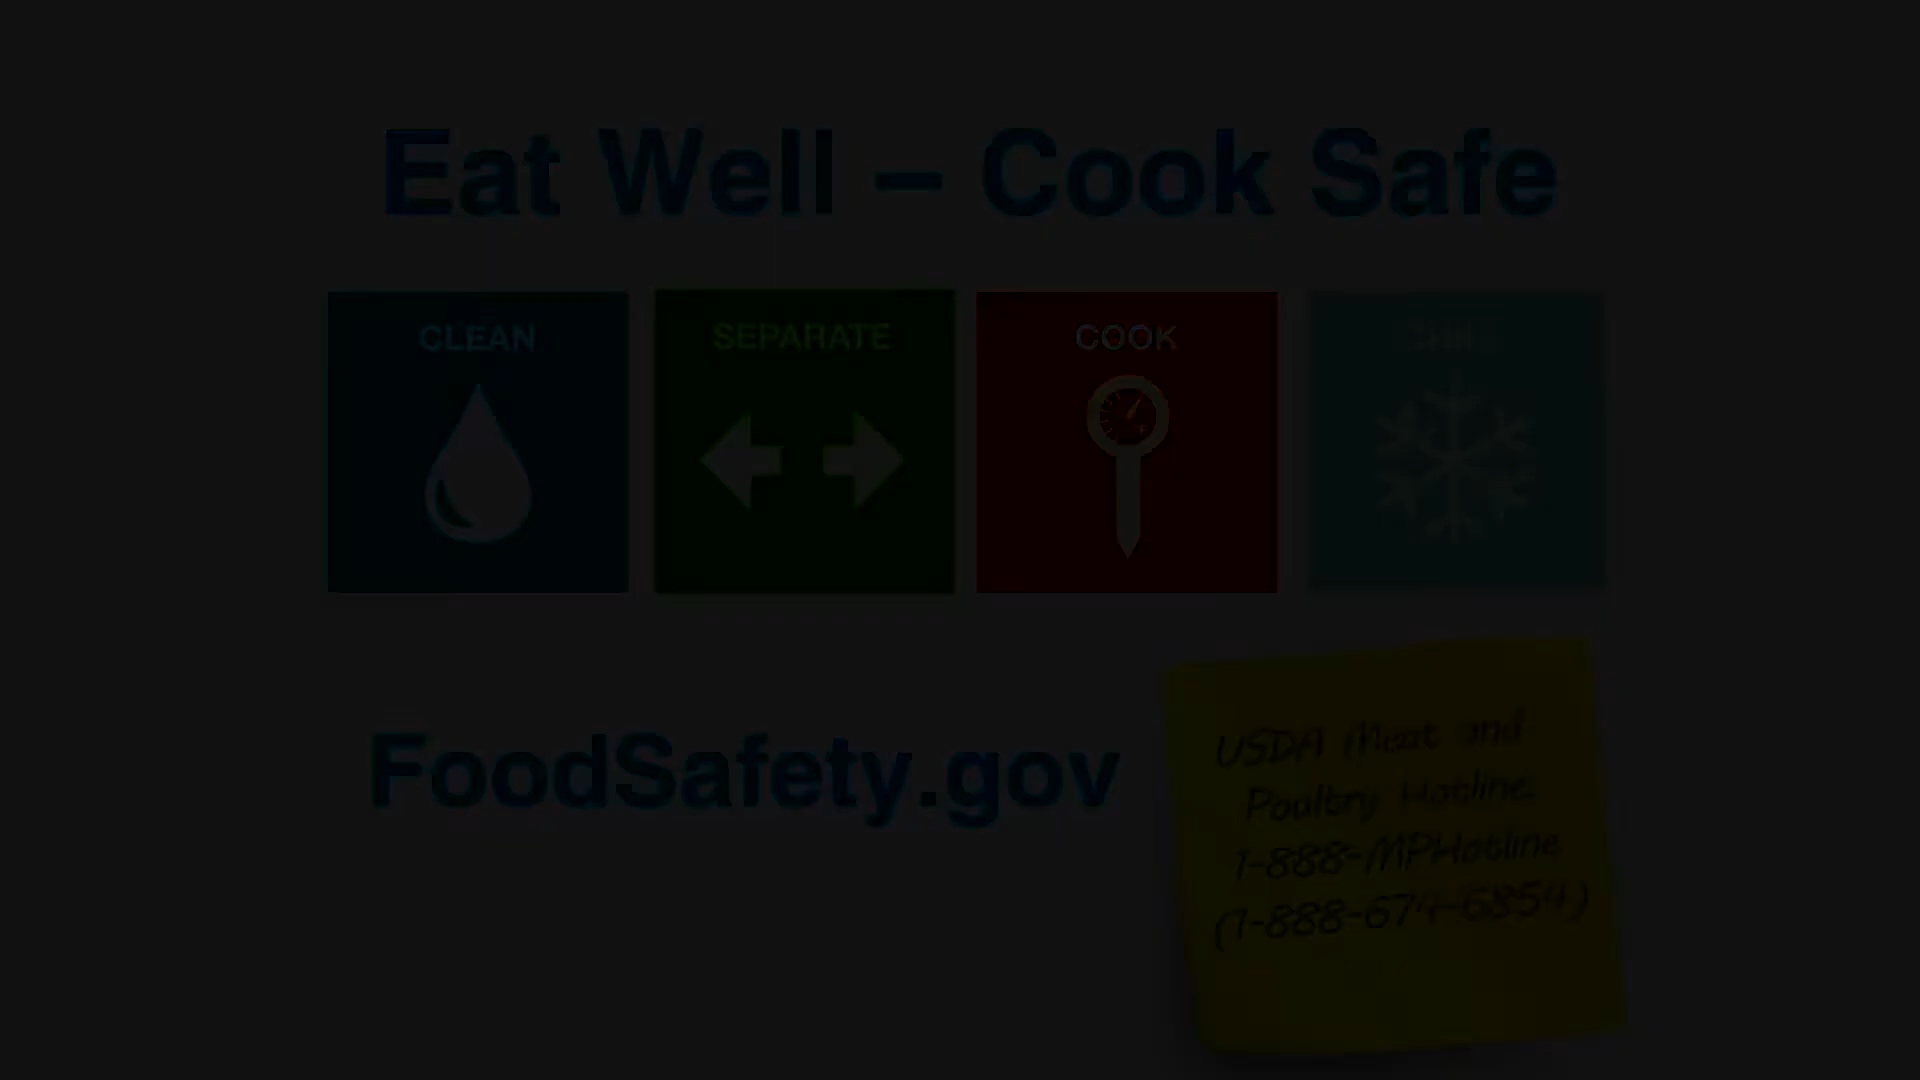 Eat Well – Cook Safe
CLEAN
SEPARATE
COOK
CHILL
FoodSafety.gov
USDA Meat and
Poultry Hotline:
1-888-MPHotline
(1-888-674-6854)